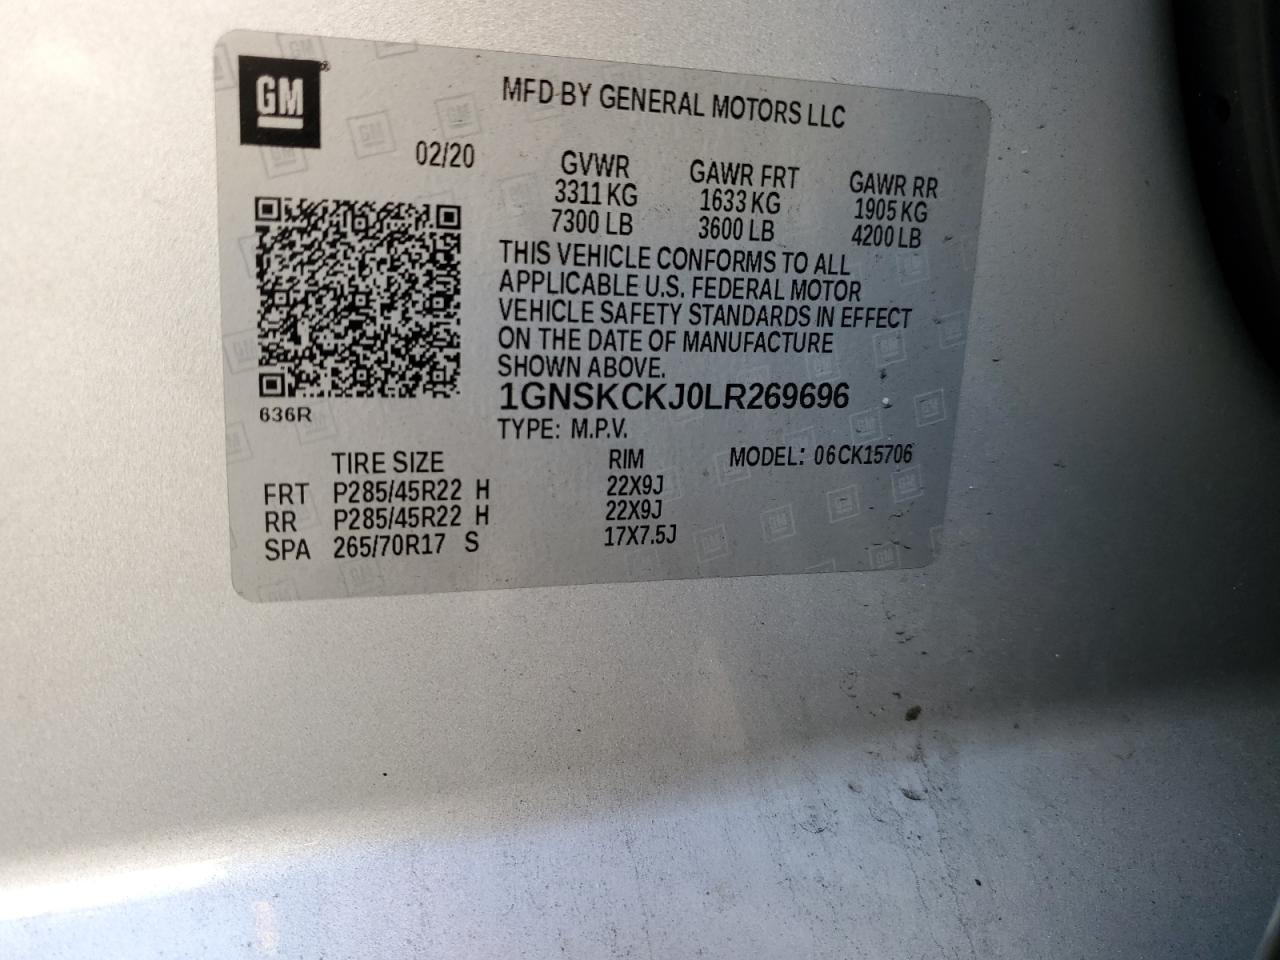 GM
MFD BY GENERAL MOTORS LLC
02/20
GVWR GAWR FRT GAWR RR
3311 KG 1633 KG 1905 KG
7300 LB 3600 LB 4200 LB
THIS VEHICLE CONFORMS TO ALL
APPLICABLE U.S. FEDERAL MOTOR
VEHICLE SAFETY STANDARDS IN EFFECT
ON THE DATE OF MANUFACTURE
SHOWN ABOVE.
1GNSKCKJ0LR269696
636R
TYPE: M.P.V.
TIRE SIZE RIM MODEL: 06CK15706
FRT P285/45R22 H 22X9J
RR P285/45R22 H 22X9J
SPA 265/70R17 S 17X7.5J